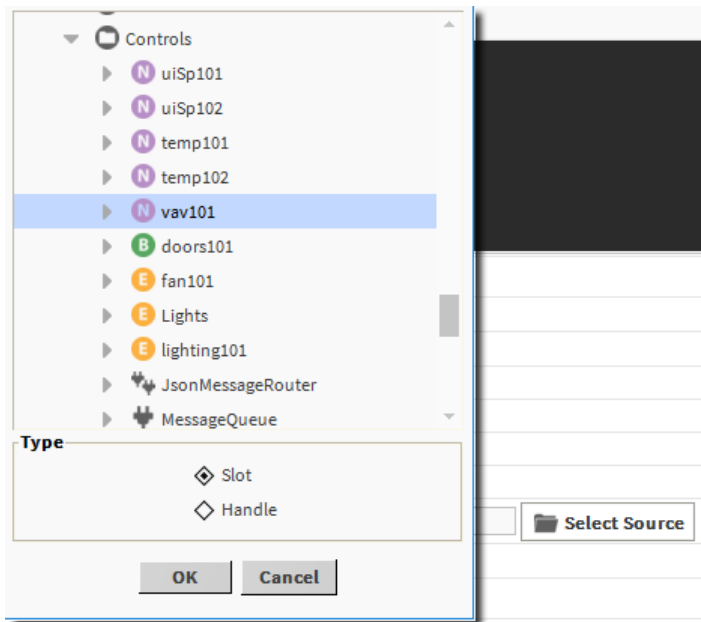 Controls
N uiSp101
N uiSp102
N temp101
N temp102
N vav101
B doors101
E fan101
E Lights
E lighting101
JsonMessageRouter
MessageQueue
Type
Slot
Handle
Select Source
OK Cancel